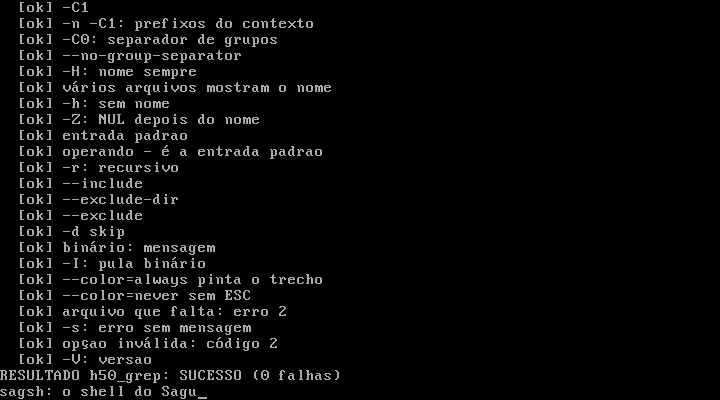 [ok] -C1
[ok] -n -C1: prefixos do contexto
[ok] -C0: separador de grupos
[ok] --no-group-separator
[ok] -H: nome sempre
[ok] vários arquivos mostram o nome
[ok] -h: sem nome
[ok] -Z: NUL depois do nome
[ok] entrada padrao
[ok] operando - é a entrada padrao
[ok] -r: recursivo
[ok] --include
[ok] --exclude-dir
[ok] --exclude
[ok] -d skip
[ok] binário: mensagem
[ok] -I: pula binário
[ok] --color=always pinta o trecho
[ok] --color=never sem ESC
[ok] arquivo que falta: erro 2
[ok] -s: erro sem mensagem
[ok] opçao inválida: código 2
[ok] -V: versao
RESULTADO h50_grep: SUCESSO (0 falhas)
sagsh: o shell do Sagu_